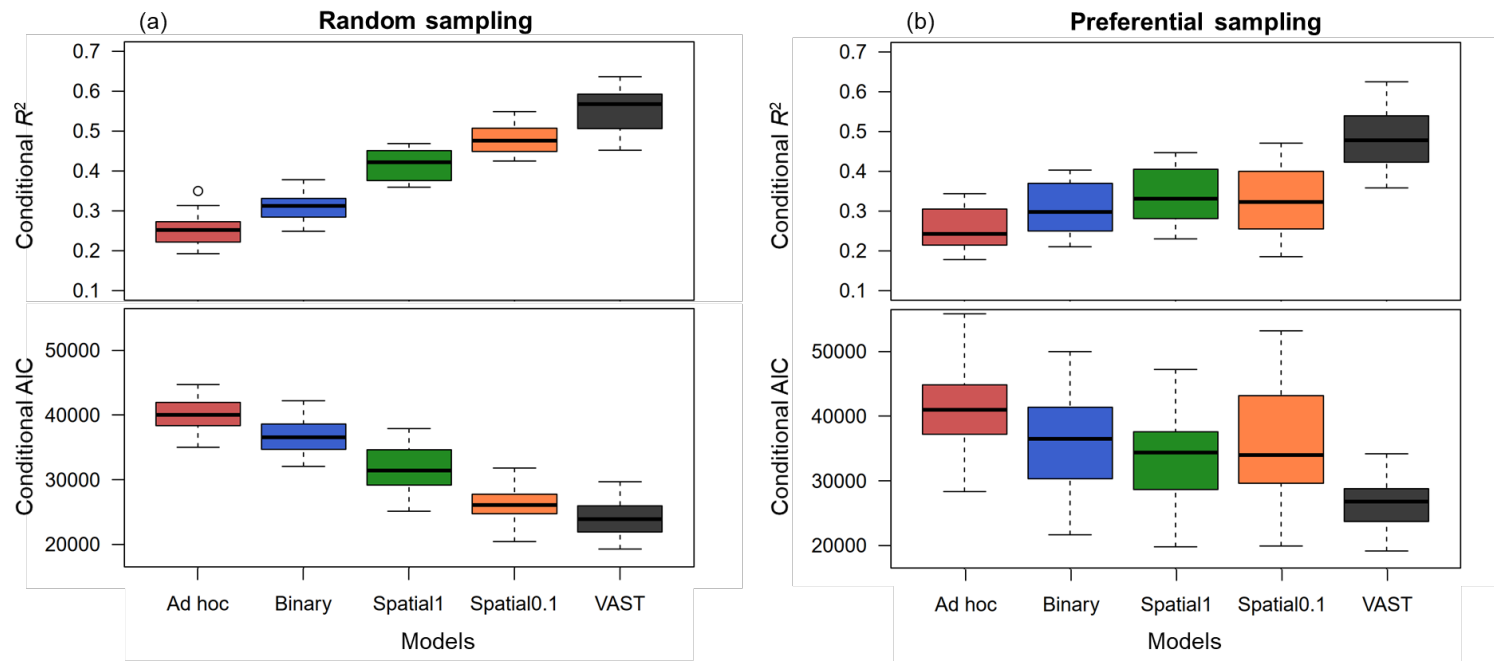 (a) Random sampling
Conditional R²
0.7
0.6
0.5
0.4
0.3
0.2
0.1
Conditional AIC
50000
40000
30000
20000
Ad hoc Binary Spatial1 Spatial0.1 VAST
Models
(b) Preferential sampling
Conditional R²
0.7
0.6
0.5
0.4
0.3
0.2
0.1
Conditional AIC
50000
40000
30000
20000
Ad hoc Binary Spatial1 Spatial0.1 VAST
Models